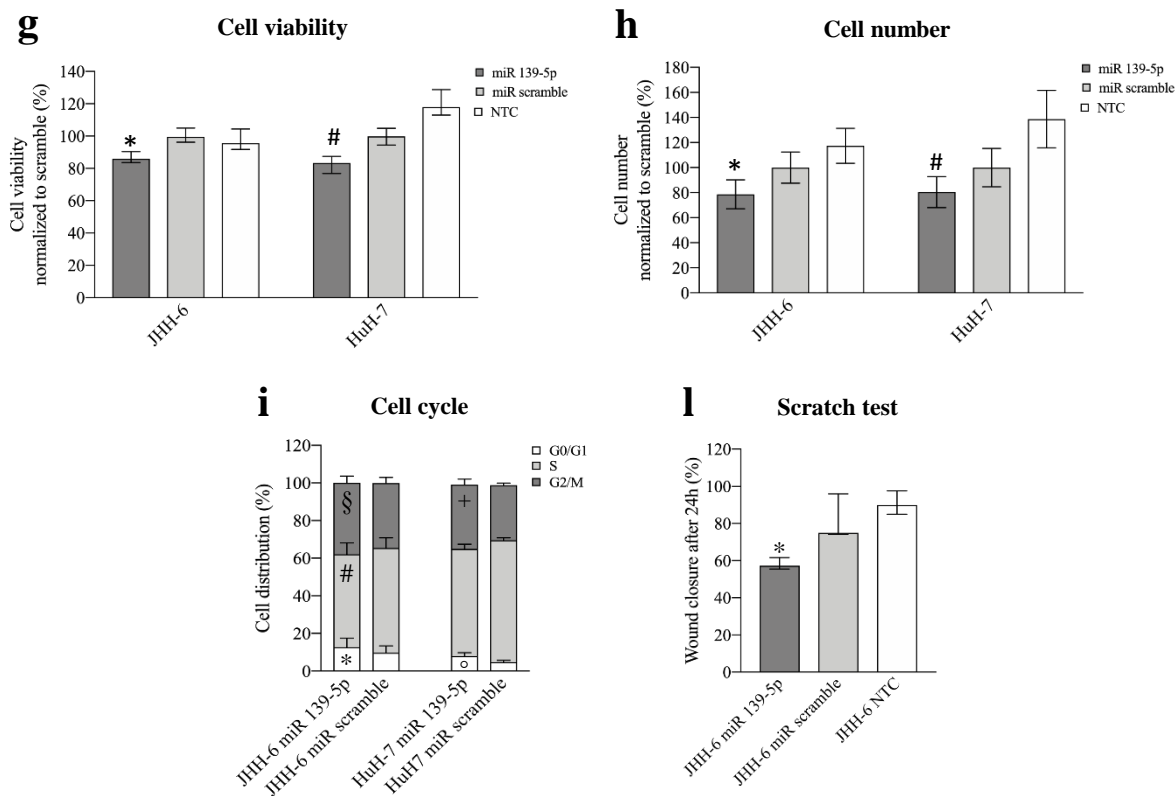 g
Cell viability
140
120
100
80
60
40
20
0
Cell viability
normalized to scramble (%)
*
#
JHH-6
HuH-7
miR 139-5p
miR scramble
NTC
h
Cell number
180
160
140
120
100
80
60
40
20
0
Cell number
normalized to scramble (%)
*
#
JHH-6
HuH-7
miR 139-5p
miR scramble
NTC
i
Cell cycle
120
100
80
60
40
20
0
Cell distribution (%)
§
#
*
+
°
JHH-6 miR 139-5p
JHH-6 miR scramble
HuH-7 miR 139-5p
HuH7 miR scramble
G0/G1
S
G2/M
l
Scratch test
120
100
80
60
40
20
0
Wound closure after 24h (%)
*
JHH-6 miR 139-5p
JHH-6 miR scramble
JHH-6 NTC